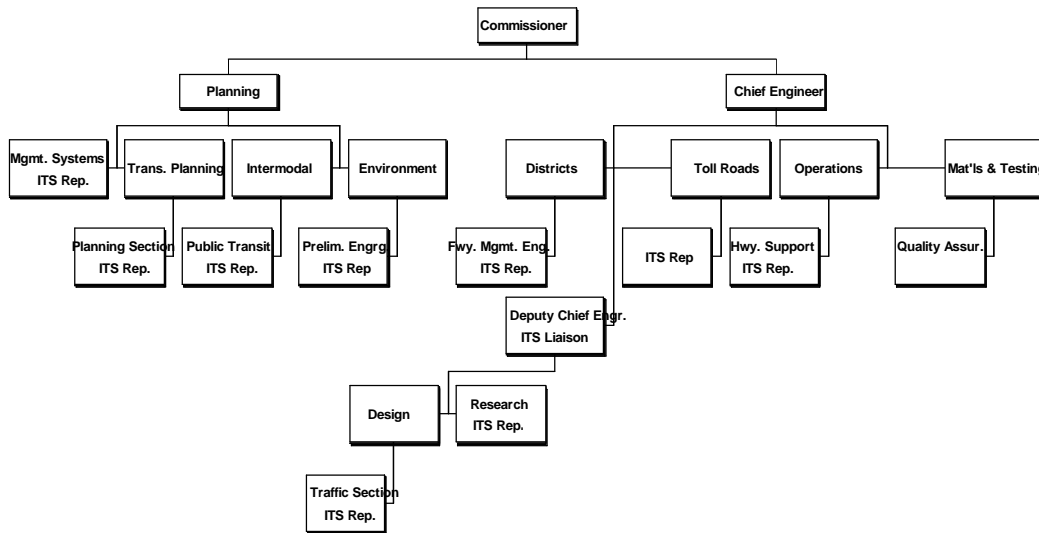 Commissioner
Planning
Chief Engineer
Mgmt. Systems
ITS Rep.
Trans. Planning
Intermodal
Environment
Districts
Toll Roads
Operations
Mat'ls & Testing
Planning Section
ITS Rep.
Public Transit
ITS Rep.
Prelim. Engrg.
ITS Rep
Fwy. Mgmt. Eng.
ITS Rep.
ITS Rep
Hwy. Support
ITS Rep.
Quality Assur.
Deputy Chief Engr.
ITS Liaison
Design
Research
ITS Rep.
Traffic Section
ITS Rep.